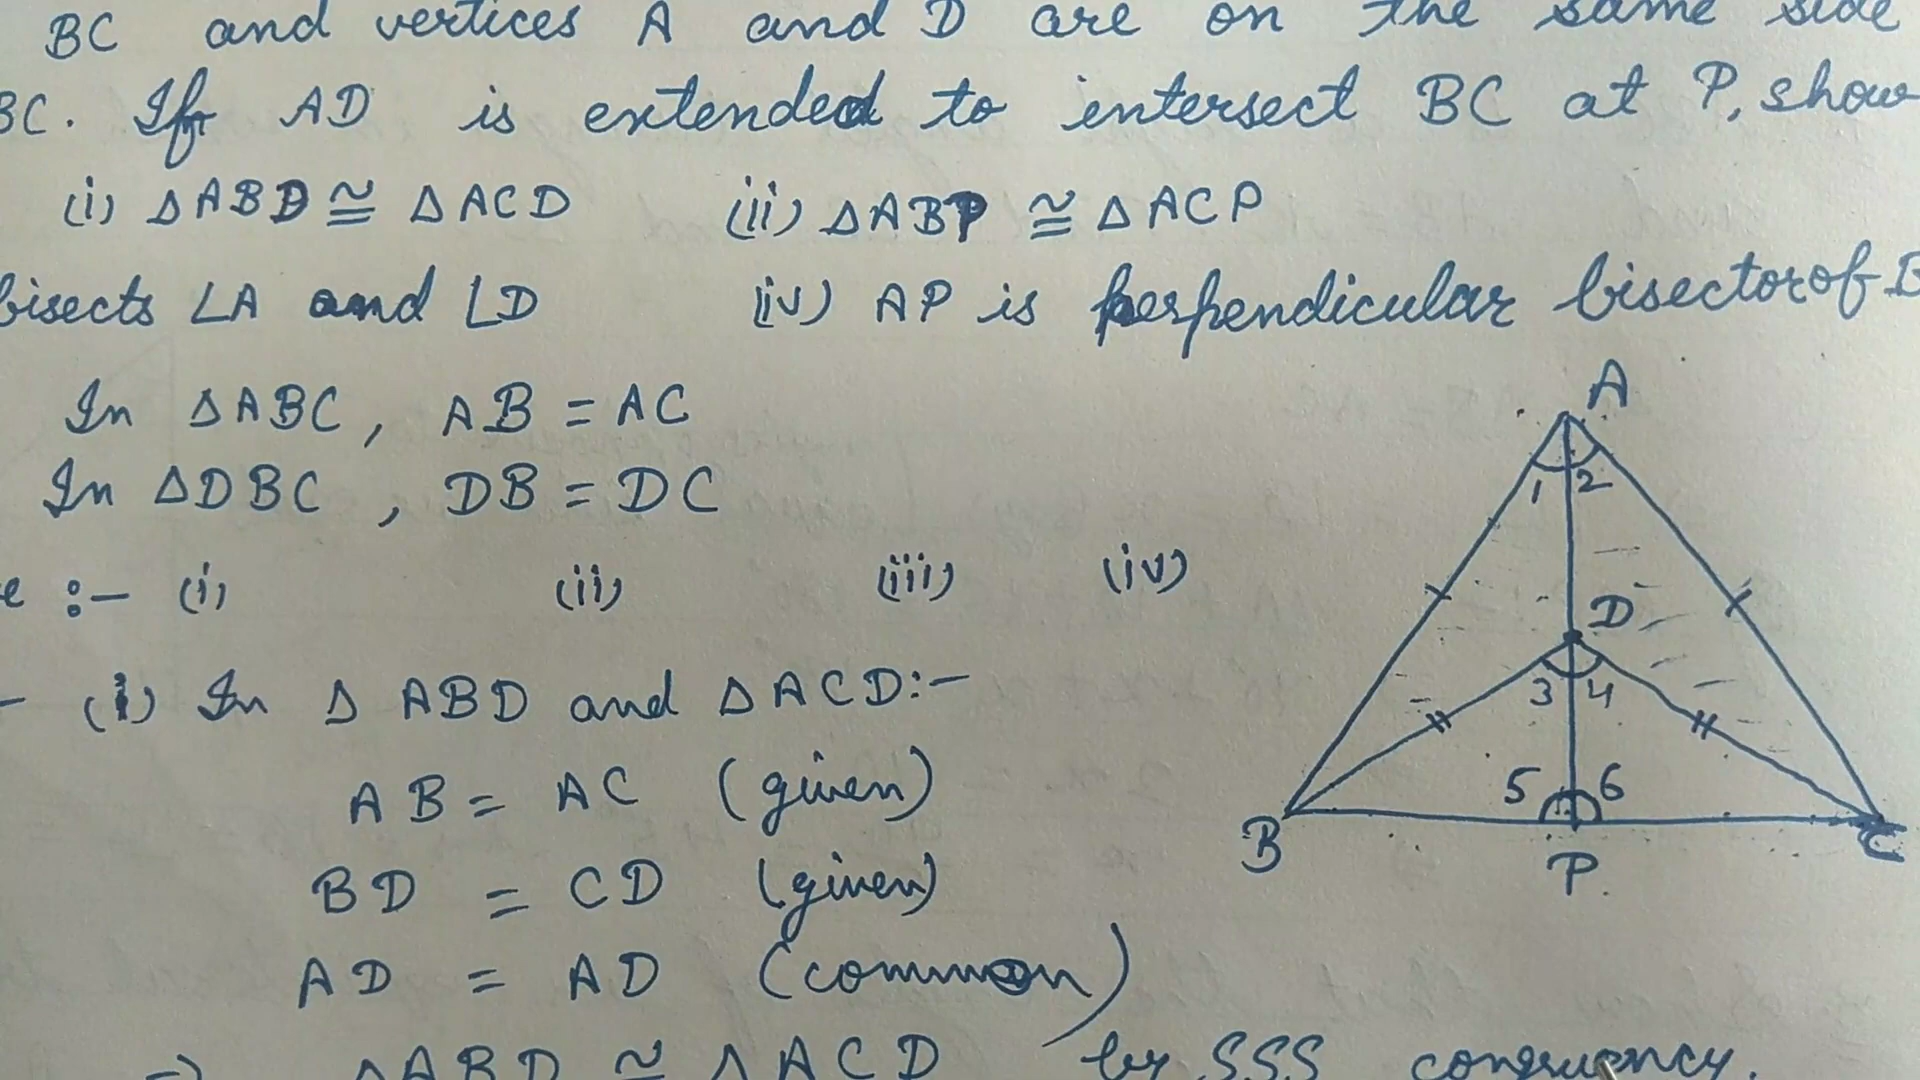 BC and vertices A and D are on the same side
BC. If AD is extended to intersect BC at P, show
(i) ΔABD ≅ ΔACD (ii) ΔABP ≅ ΔACP
bisects ∠A and ∠D (iv) AP is perpendicular bisector of B
In ΔABC, AB = AC
In ΔDBC, DB = DC
e :- (i) (ii) (iii) (iv)
- (i) In Δ ABD and ΔACD:-
AB = AC (given)
BD = CD (given)
AD = AD (common)
⇒ ΔABD ≅ ΔACD by SSS congruency.
A
1 2
D
3 4
5 6
B P. C